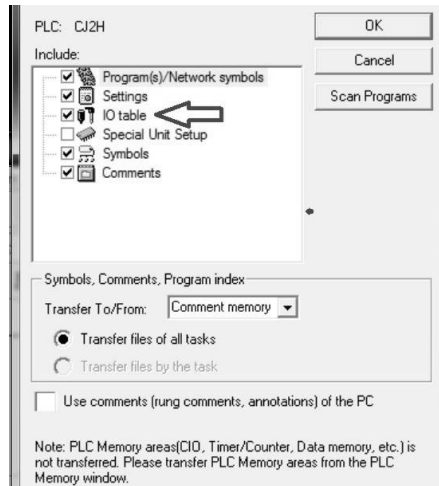 PLC: CJ2H
OK
Include:
Cancel
Program(s)/Network symbols
Scan Programs
Settings
IO table
Special Unit Setup
Symbols
Comments
Symbols, Comments, Program index
Transfer To/From: Comment memory
Transfer files of all tasks
Transfer files by the task
Use comments (rung comments, annotations) of the PC
Note: PLC Memory areas(CIO, Timer/Counter, Data memory, etc.) is
not transferred. Please transfer PLC Memory areas from the PLC
Memory window.